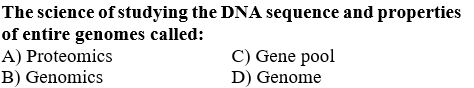 The science of studying the DNA sequence and properties
of entire genomes called:
A) Proteomics C) Gene pool
B) Genomics D) Genome